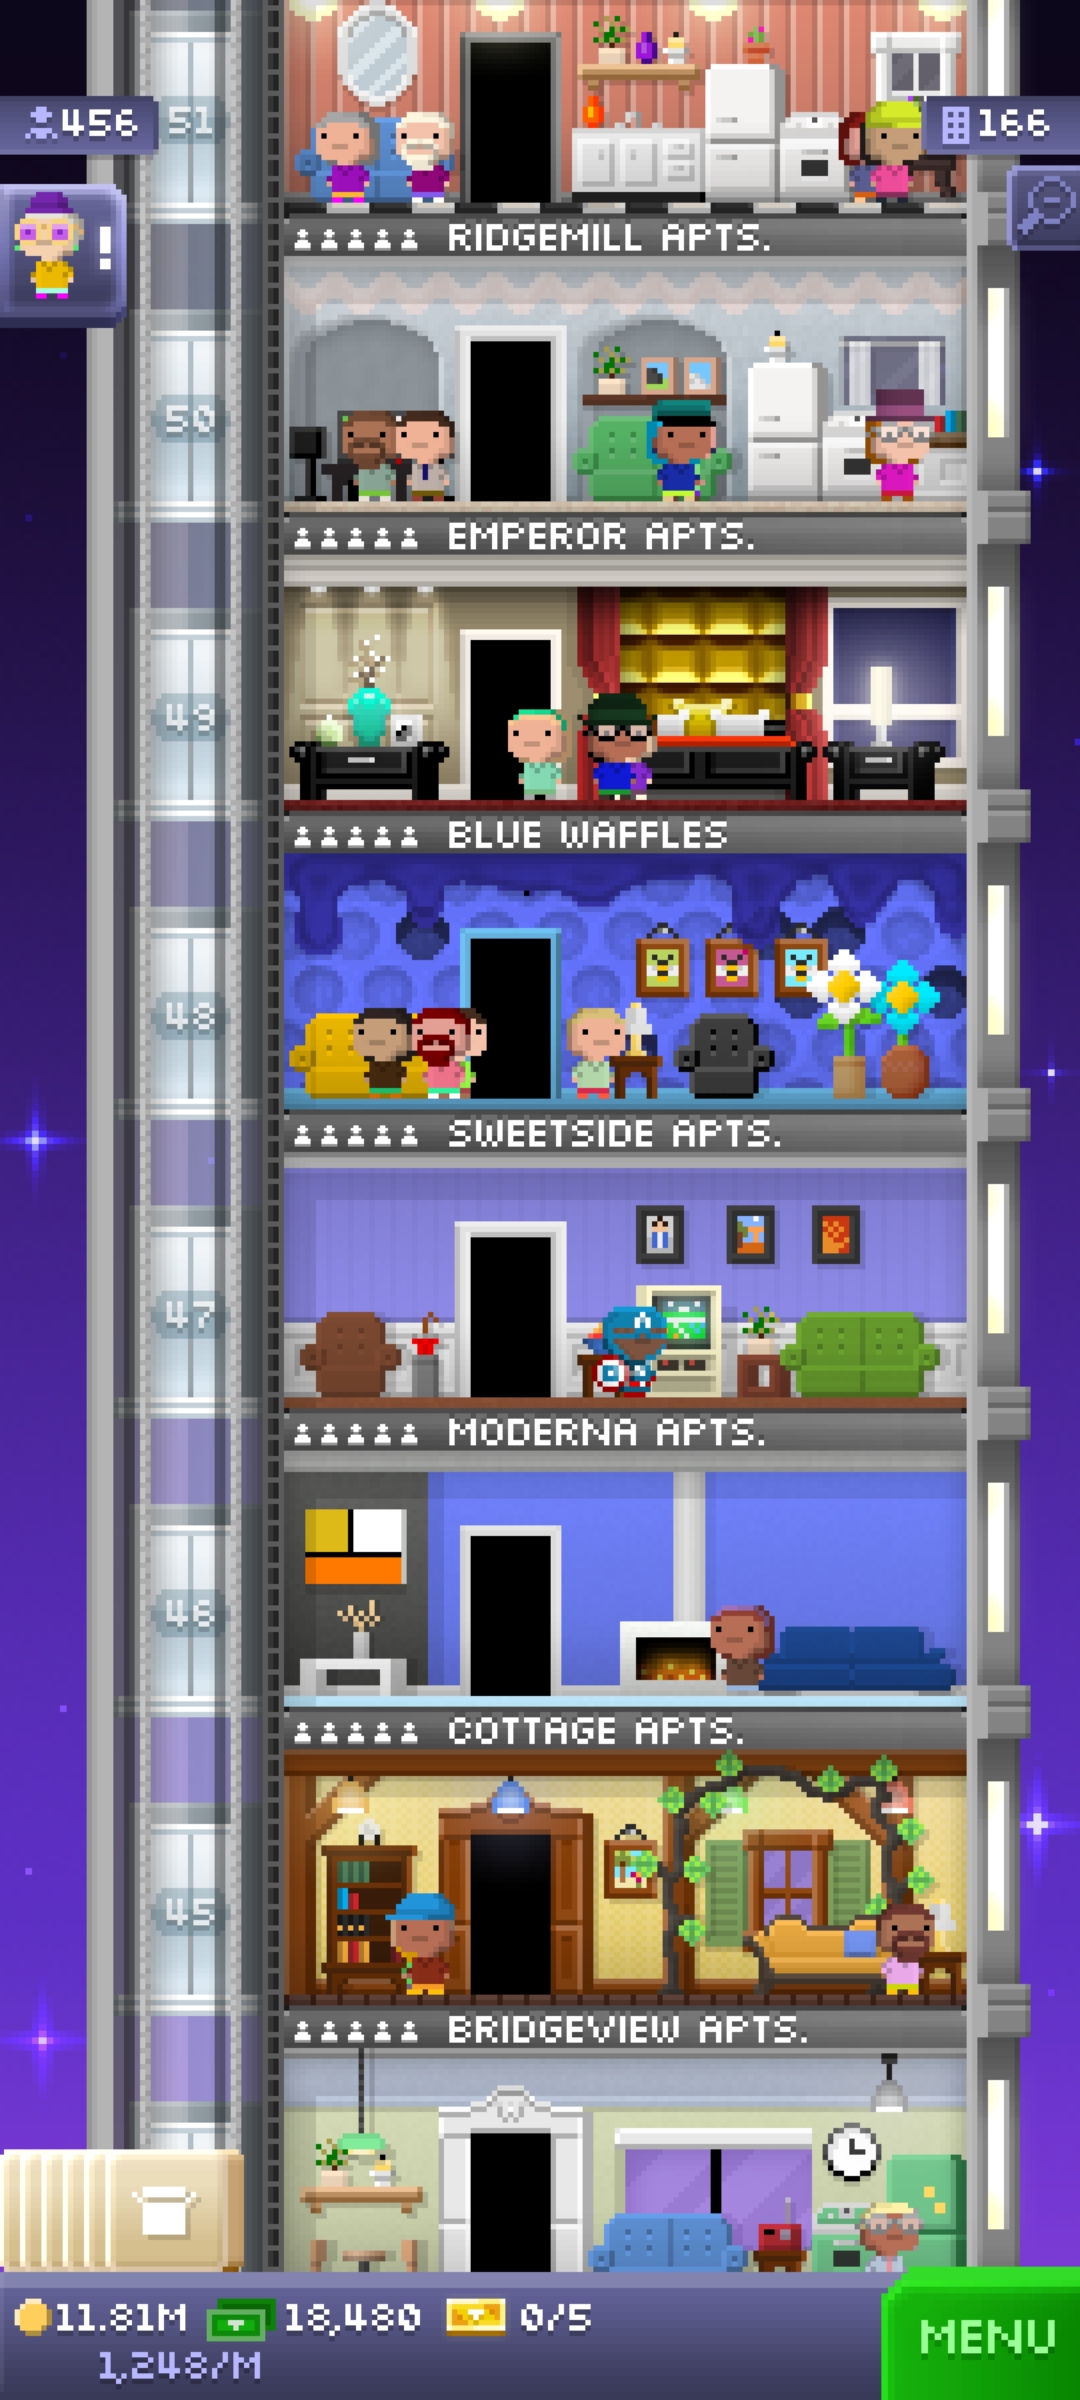 456
51
166
!
RIDGEMILL APTS.
50
EMPEROR APTS.
49
BLUE WAFFLES
48
SWEETSIDE APTS.
47
MODERNA APTS.
46
COTTAGE APTS.
45
BRIDGEVIEW APTS.
11.81M 18,480 0/5
1,248/M
MENU